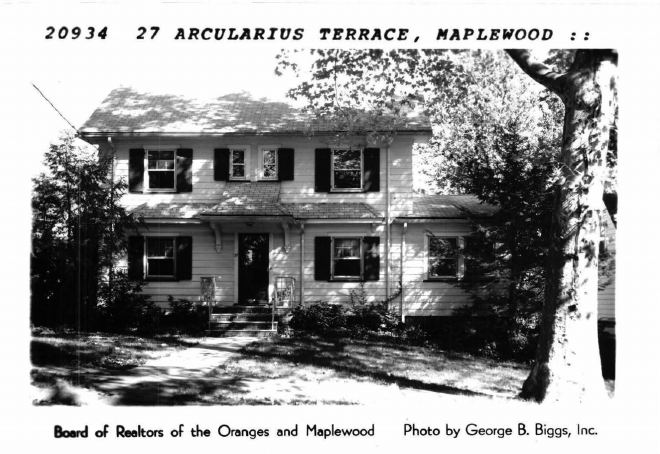 20934 27 ARCULARIUS TERRACE, MAPLEWOOD ::
Board of Realtors of the Oranges and Maplewood Photo by George B. Biggs, Inc.